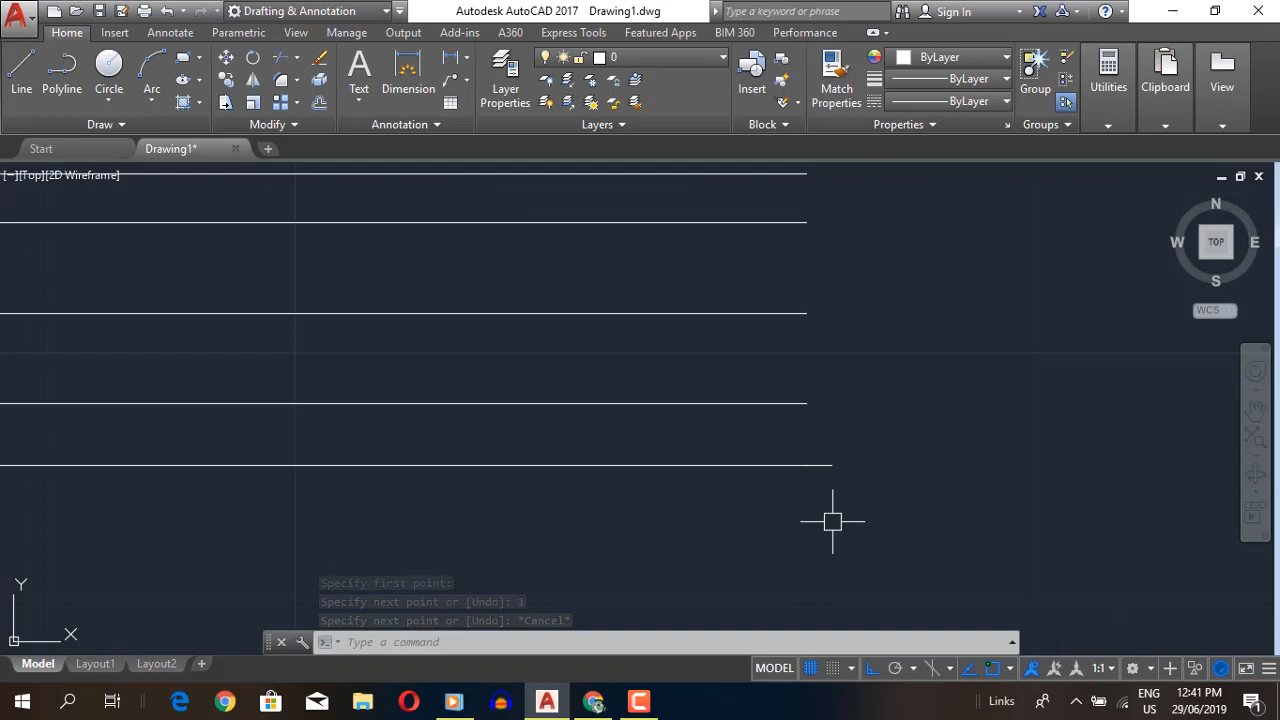 Drafting & Annotation
Autodesk AutoCAD 2017 Drawing1.dwg
Type a keyword or phrase
Sign In
Home Insert Annotate Parametric View Manage Output Add-ins A360 Express Tools Featured Apps BIM 360 Performance
0
ByLayer
Line Polyline Circle Arc
Text Dimension
Layer Properties
Insert
Match Properties
ByLayer
ByLayer
Group
Utilities Clipboard View
Draw Modify Annotation Layers Block Properties Groups
Start Drawing1*
[−][Top][2D Wireframe]
N
W TOP E
S
WCS
Y
X
Specify first point:
Specify next point or [Undo]: 1
Specify next point or [Undo]: *Cancel*
Type a command
Model Layout1 Layout2
MODEL 1:1
Links
ENG
US
12:41 PM
29/06/2019
1